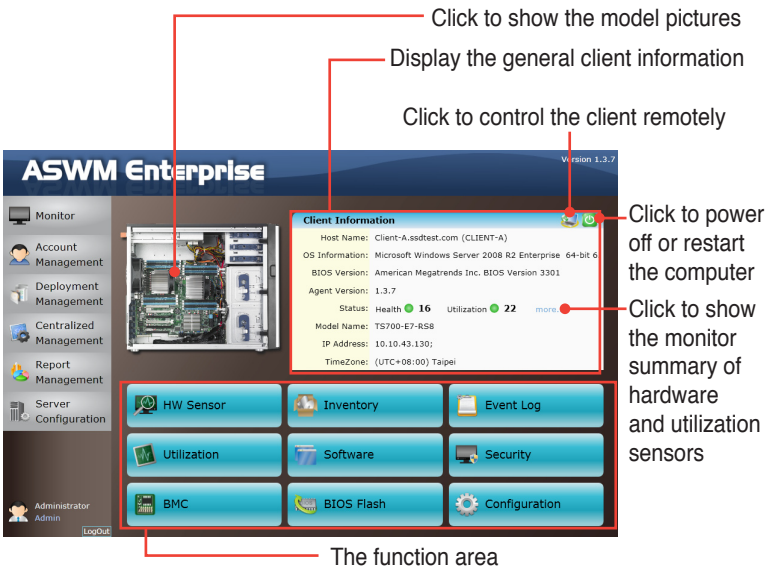 Click to show the model pictures
Display the general client information
Click to control the client remotely
ASWM Enterprise
Version 1.3.7
Monitor
Account
Management
Deployment
Management
Centralized
Management
Report
Management
Server
Configuration
Administrator
Admin
LogOut
Client Information
Host Name: Client-A.ssdtest.com (CLIENT-A)
OS Information: Microsoft Windows Server 2008 R2 Enterprise 64-bit 6
BIOS Version: American Megatrends Inc. BIOS Version 3301
Agent Version: 1.3.7
Status: Health 16 Utilization 22 more.
Model Name: TS700-E7-RS8
IP Address: 10.10.43.130;
TimeZone: (UTC+08:00) Taipei
Click to power
off or restart
the computer
Click to show
the monitor
summary of
hardware
and utilization
sensors
HW Sensor
Inventory
Event Log
Utilization
Software
Security
BMC
BIOS Flash
Configuration
The function area